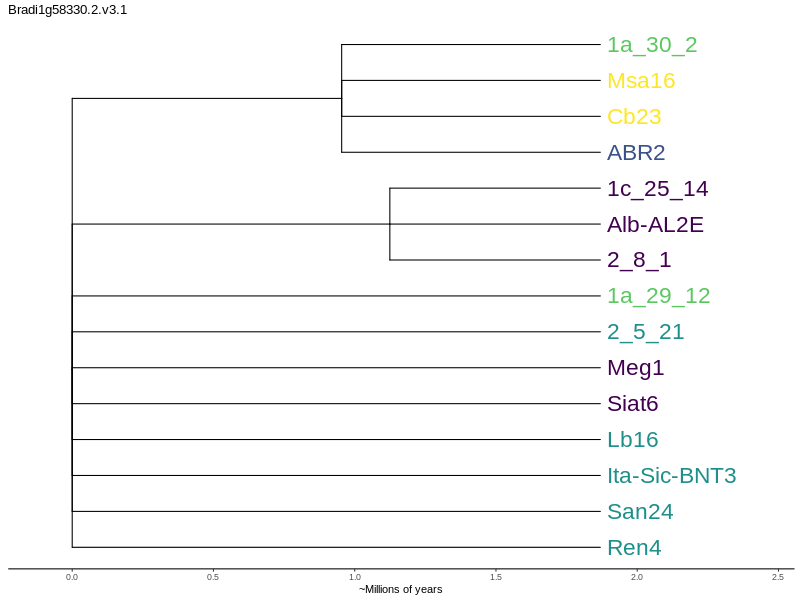 Bradi1g58330.2.v3.1
1a_30_2
Msa16
Cb23
ABR2
1c_25_14
Alb-AL2E
2_8_1
1a_29_12
2_5_21
Meg1
Siat6
Lb16
Ita-Sic-BNT3
San24
Ren4
0.0 0.5 1.0 1.5 2.0 2.5
~Millions of years